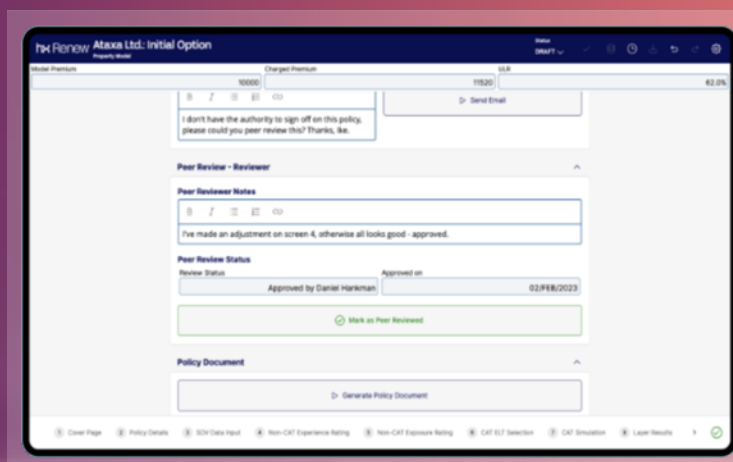 hx Renew Ataxa Ltd.: Initial Option
Property Model
Status
DRAFT
Model Premium Charged Premium ULR
10000 11520 62.0%
B I
Send Email
I don't have the authority to sign off on this policy,
please could you peer review this? Thanks, Ike.
Peer Review - Reviewer
Peer Reviewer Notes
B I
I've made an adjustment on screen 4, otherwise all looks good - approved.
Peer Review Status
Review Status Approved on
Approved by Daniel Hankman 02/FEB/2023
Mark as Peer Reviewed
Policy Document
Generate Policy Document
1 Cover Page 2 Policy Details 3 SOV Data Input 4 Non-CAT Experience Rating 5 Non-CAT Exposure Rating 6 CAT ELT Selection 7 CAT Simulation 8 Layer Results